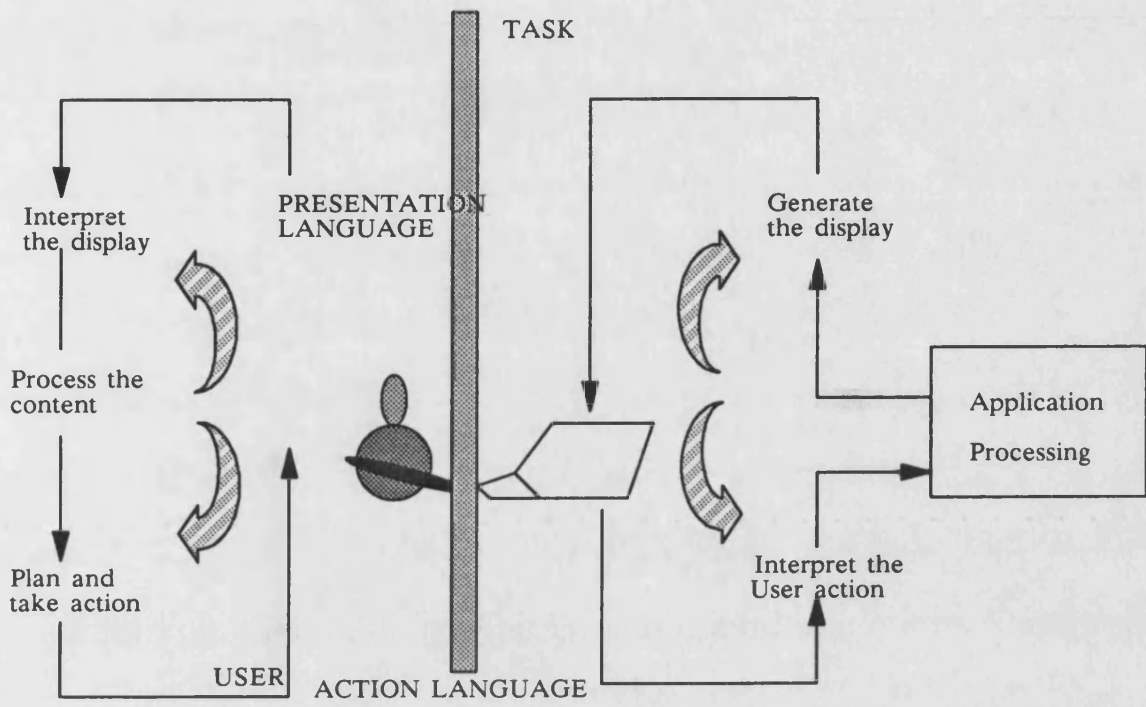 TASK
PRESENTATION
LANGUAGE
Interpret
the display
Generate
the display
Process the
content
Application
Processing
Plan and
take action
Interpret the
User action
USER
ACTION LANGUAGE